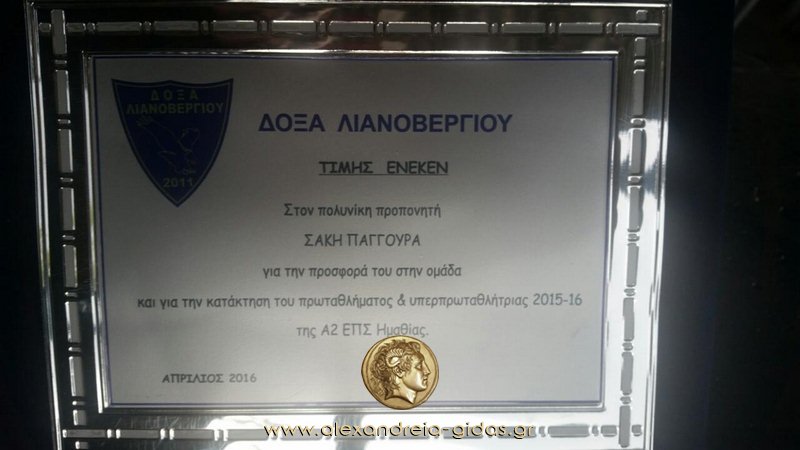 ΔΟΞΑ
ΛΙΑΝΟΒΕΡΓΙΟΥ
2011
ΔΟΞΑ ΛΙΑΝΟΒΕΡΓΙΟΥ
ΤΙΜΗΣ ΕΝΕΚΕΝ
Στον πολυνίκη προπονητή
ΣΑΚΗ ΠΑΓΓΟΥΡΑ
για την προσφορά του στην ομάδα
και για την κατάκτηση του πρωταθλήματος & υπερπρωταθλήτριας 2015-16
της Α2 ΕΠΣ Ημαθίας.
ΑΠΡΙΛΙΟΣ 2016
www.alexandreia-gidas.gr